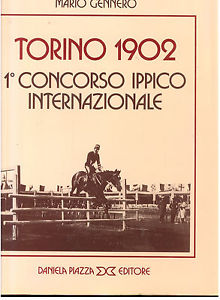 MARIO GENNERO
TORINO 1902
1° CONCORSO IPPICO
INTERNAZIONALE
DANIELA PIAZZA EDITORE